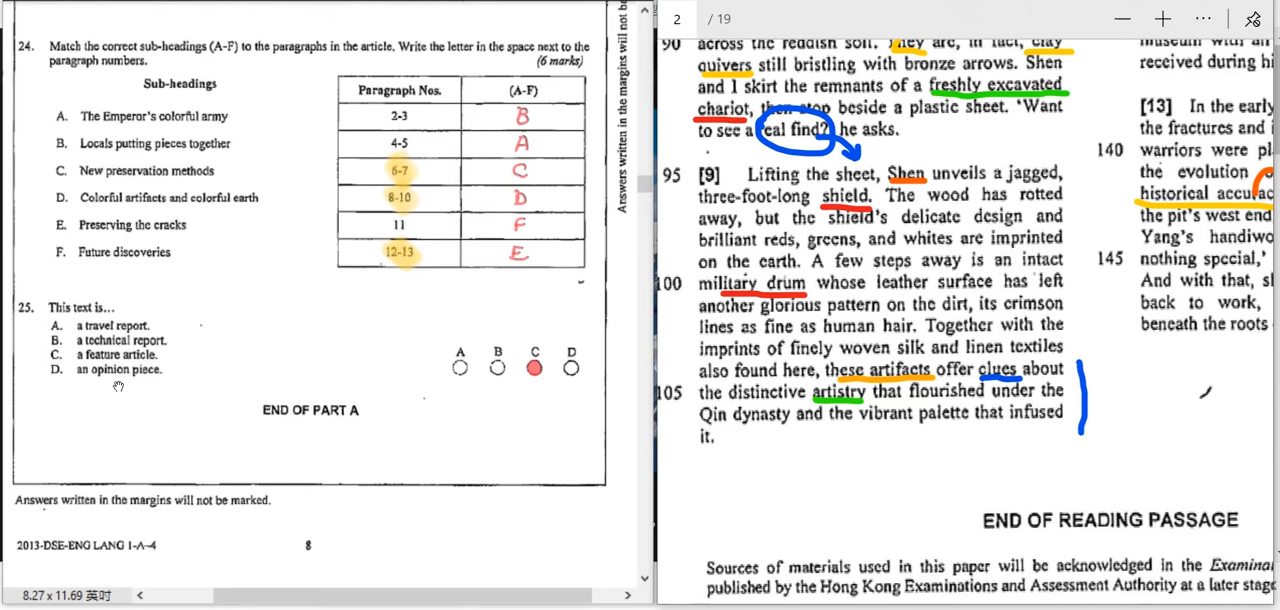 24. Match the correct sub-headings (A-F) to the paragraphs in the article. Write the letter in the space next to the
paragraph numbers. (6 marks)
Sub-headings
A. The Emperor's colorful army
B. Locals putting pieces together
C. New preservation methods
D. Colorful artifacts and colorful earth
E. Preserving the cracks
F. Future discoveries
Paragraph Nos. (A-F)
2-3 B
4-5 A
6-7 C
8-10 D
11 F
12-13 E
25. This text is...
A. a travel report.
B. a technical report.
C. a feature article.
D. an opinion piece.
A B C D
END OF PART A
Answers written in the margins will not be marked.
2013-DSE-ENG LANG 1-A-4
8
8.27 x 11.69 英吋
Answers written in the margins will not be
2 / 19
90 across the reddish soil. They are, in fact, clay
quivers still bristling with bronze arrows. Shen
and I skirt the remnants of a freshly excavated
chariot, then stop beside a plastic sheet. 'Want
to see a real find?' he asks.
95 [9] Lifting the sheet, Shen unveils a jagged,
three-foot-long shield. The wood has rotted
away, but the shield's delicate design and
brilliant reds, greens, and whites are imprinted
on the earth. A few steps away is an intact
100 military drum whose leather surface has left
another glorious pattern on the dirt, its crimson
lines as fine as human hair. Together with the
imprints of finely woven silk and linen textiles
also found here, these artifacts offer clues about
105 the distinctive artistry that flourished under the
Qin dynasty and the vibrant palette that infused
it.
museum with
received during hi
[13] In the early
the fractures and
140 warriors were pl
the evolution
historical accurac
the pit's west end
Yang's handiwo
145 nothing special,'
And with that, s
back to work,
beneath the roots
END OF READING PASSAGE
Sources of materials used in this paper will be acknowledged in the Examina
published by the Hong Kong Examinations and Assessment Authority at a later stag